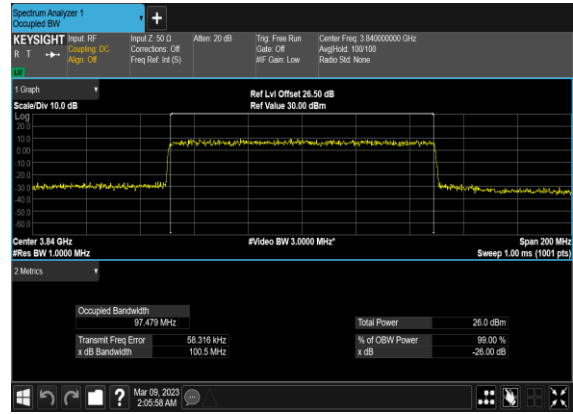 Spectrum Analyzer 1
Occupied BW
KEYSIGHT Input: RF Input Z: 50 Ω Atten: 20 dB Trig: Free Run Center Freq: 3.840000000 GHz
R T Coupling: DC Corrections: Off Gate: Off Avg|Hold: 100/100
Align: Off Freq Ref: Int (S) #IF Gain: Low Radio Std: None
1 Graph Ref Lvl Offset 26.50 dB
Scale/Div 10.0 dB Ref Value 30.00 dBm
Log
20.0
10.0
0.00
-10.0
-20.0
-30.0
-40.0
-50.0
-60.0
Center 3.84 GHz #Video BW 3.0000 MHz* Span 200 MHz
#Res BW 1.0000 MHz Sweep 1.00 ms (1001 pts)
2 Metrics
Occupied Bandwidth
97.479 MHz Total Power 26.0 dBm
Transmit Freq Error 58.316 kHz % of OBW Power 99.00 %
x dB Bandwidth 100.5 MHz x dB -26.00 dB
Mar 09, 2023
2:05:58 AM